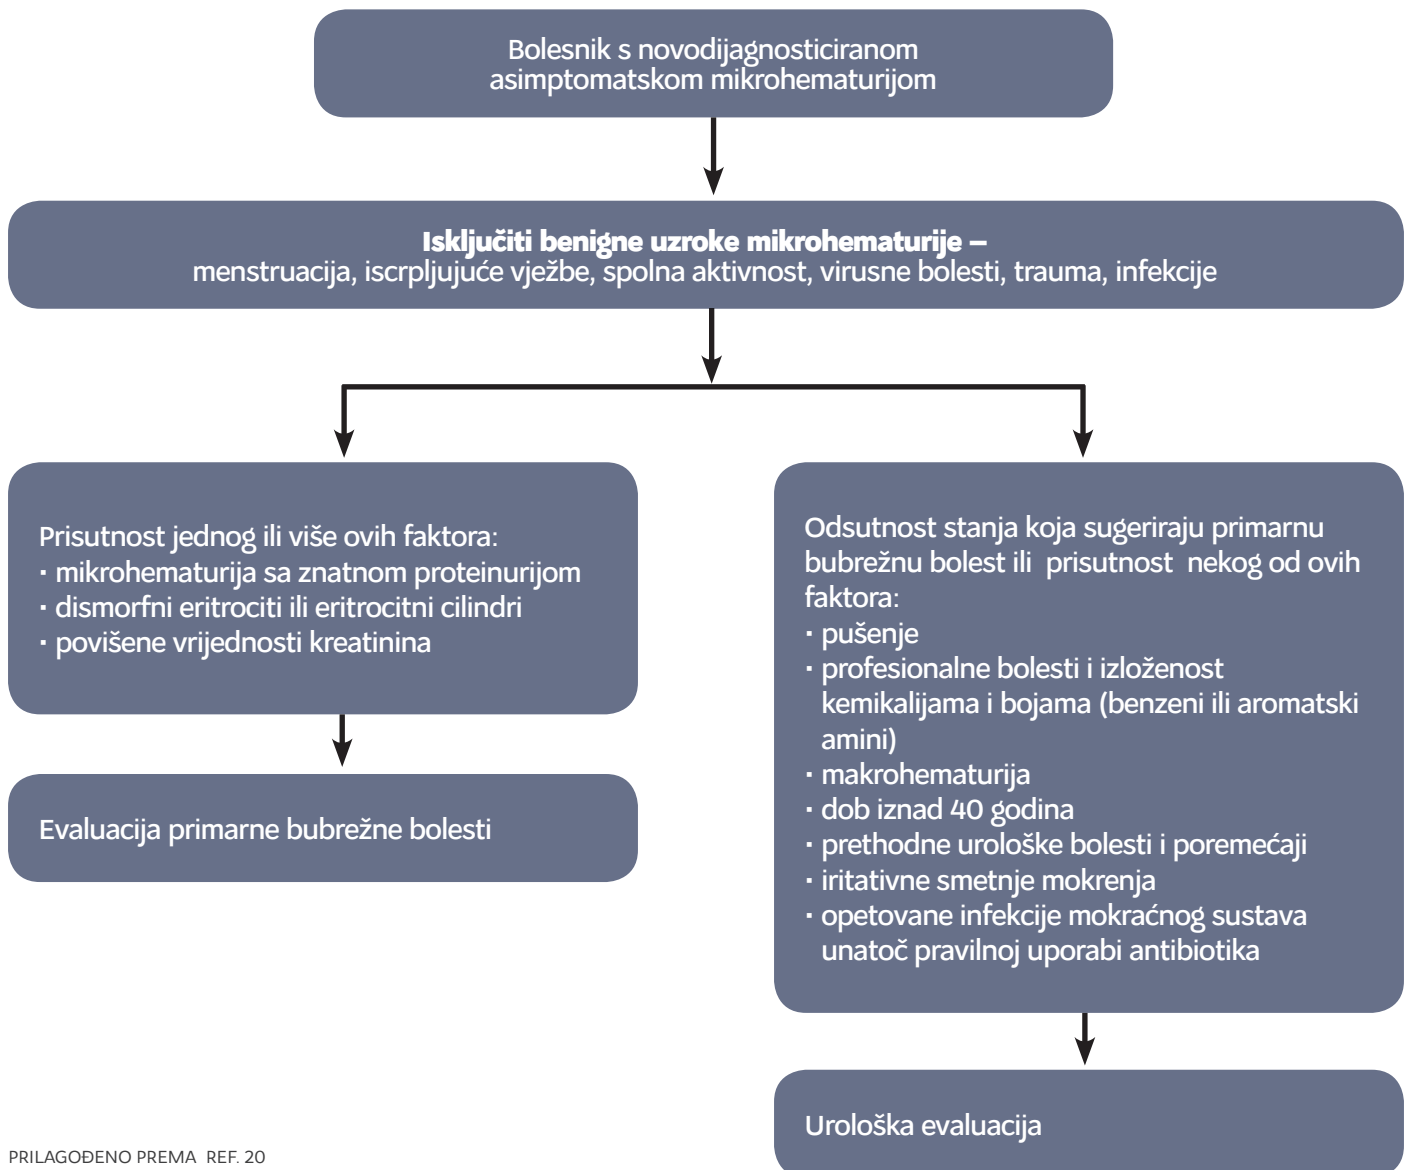 Bolesnik s novodijagnosticiranom
asimptomatskom mikrohematurijom
Isključiti benigne uzroke mikrohematurije –
menstruacija, iscrpljujuće vježbe, spolna aktivnost, virusne bolesti, trauma, infekcije
Prisutnost jednog ili više ovih faktora:
· mikrohematurija sa znatnom proteinurijom
· dismorfni eritrociti ili eritrocitni cilindri
· povišene vrijednosti kreatinina
Evaluacija primarne bubrežne bolesti
Odsutnost stanja koja sugeriraju primarnu
bubrežnu bolest ili prisutnost nekog od ovih
faktora:
· pušenje
· profesionalne bolesti i izloženost
kemikalijama i bojama (benzeni ili aromatski
amini)
· makrohematurija
· dob iznad 40 godina
· prethodne urološke bolesti i poremećaji
· iritativne smetnje mokrenja
· opetovane infekcije mokraćnog sustava
unatoč pravilnoj uporabi antibiotika
Urološka evaluacija
PRILAGOĐENO PREMA REF. 20